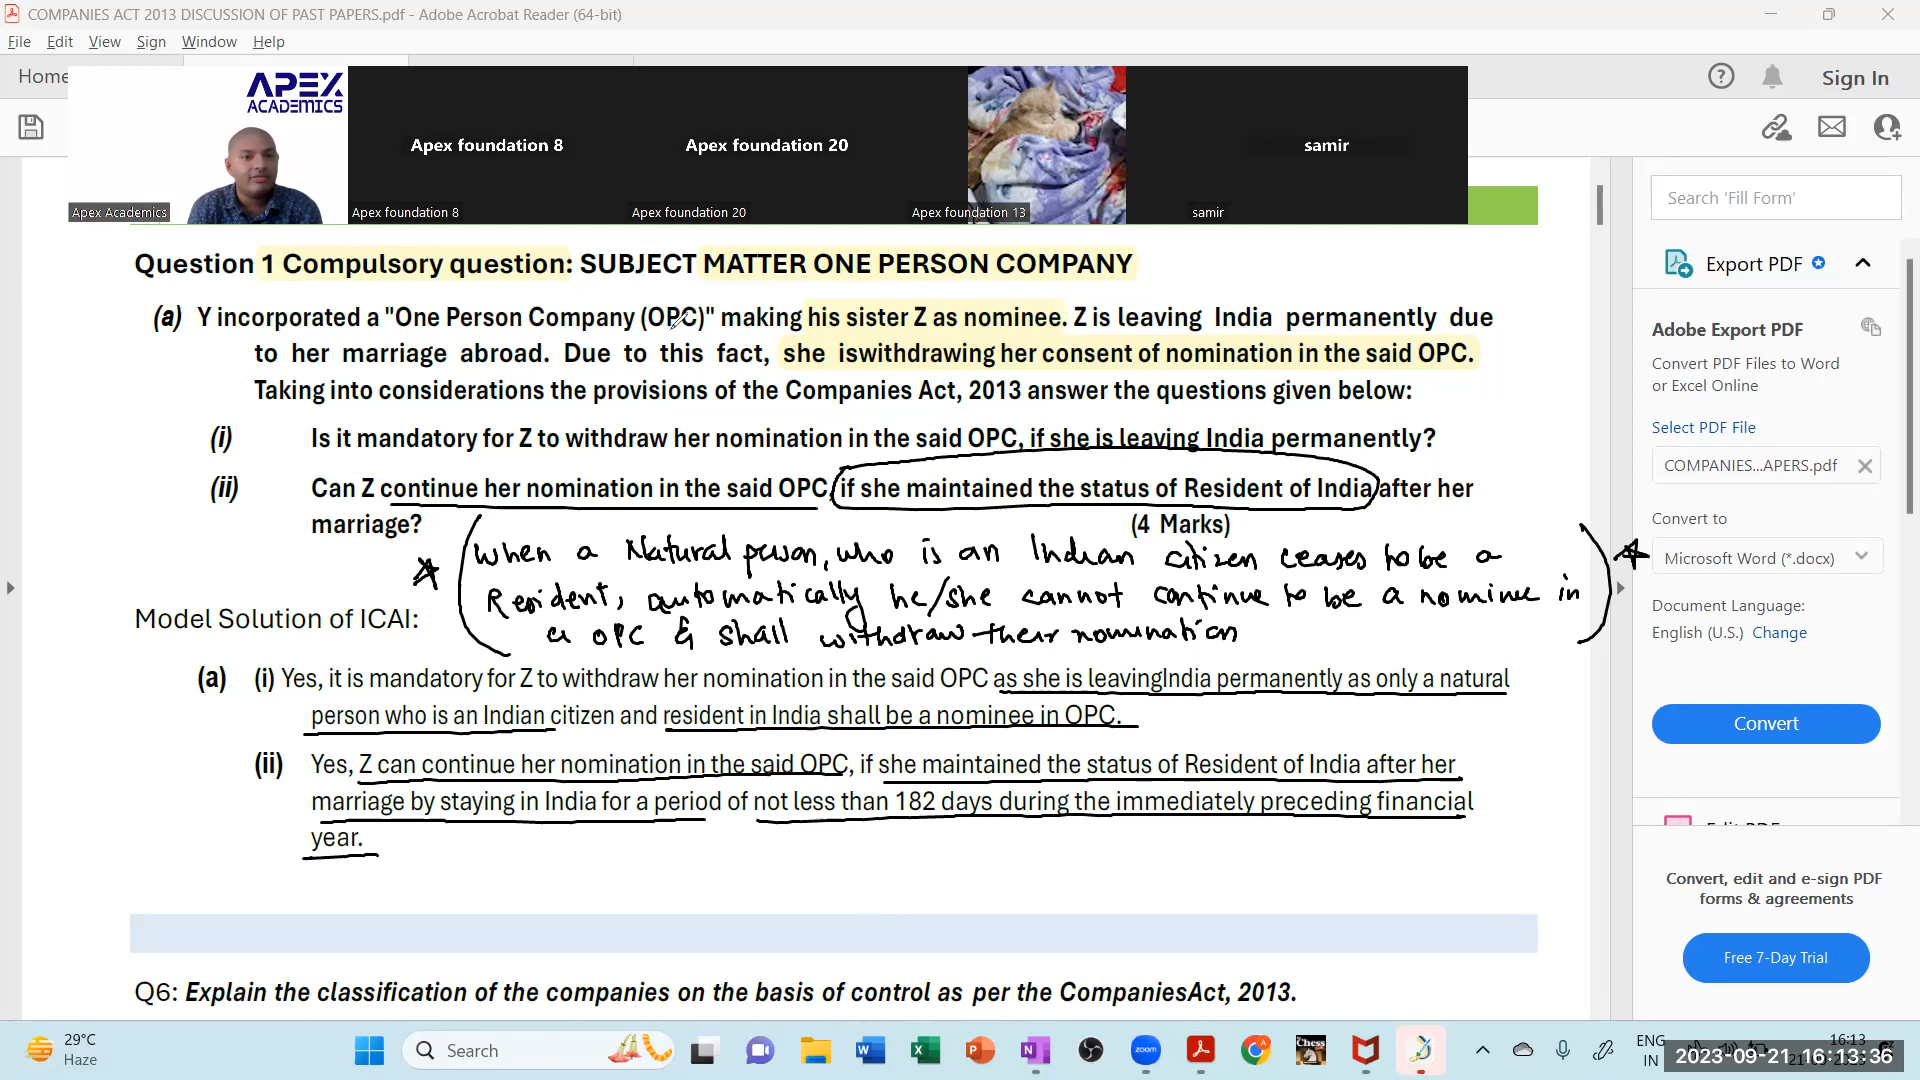 COMPANIES ACT 2013 DISCUSSION OF PAST PAPERS.pdf - Adobe Acrobat Reader (64-bit)
File Edit View Sign Window Help
Home
Sign In
APEX
ACADEMICS
Apex foundation 8
Apex foundation 20
samir
Apex Academics
Apex foundation 8
Apex foundation 20
Apex foundation 13
samir
Search 'Fill Form'
Question 1 Compulsory question: SUBJECT MATTER ONE PERSON COMPANY
(a) Y incorporated a "One Person Company (OPC)" making his sister Z as nominee. Z is leaving India permanently due
to her marriage abroad. Due to this fact, she iswithdrawing her consent of nomination in the said OPC.
Taking into considerations the provisions of the Companies Act, 2013 answer the questions given below:
(i) Is it mandatory for Z to withdraw her nomination in the said OPC, if she is leaving India permanently?
(ii) Can Z continue her nomination in the said OPC, if she maintained the status of Resident of India after her
marriage? (4 Marks)
When a Natural person, who is an Indian citizen ceases to be a
Resident, automatically he/she cannot continue to be a nominee in
a OPC & shall withdraw their nomination
Model Solution of ICAI:
(a) (i) Yes, it is mandatory for Z to withdraw her nomination in the said OPC as she is leavingIndia permanently as only a natural
person who is an Indian citizen and resident in India shall be a nominee in OPC.
(ii) Yes, Z can continue her nomination in the said OPC, if she maintained the status of Resident of India after her
marriage by staying in India for a period of not less than 182 days during the immediately preceding financial
year.
Q6: Explain the classification of the companies on the basis of control as per the CompaniesAct, 2013.
Export PDF
Adobe Export PDF
Convert PDF Files to Word
or Excel Online
Select PDF File
COMPANIES...APERS.pdf
Convert to
Microsoft Word (*.docx)
Document Language:
English (U.S.) Change
Convert
Convert, edit and e-sign PDF
forms & agreements
Free 7-Day Trial
29°C
Haze
Search
zoom
Chess
ENG
IN
16:13
2023-09-21 16:13:36